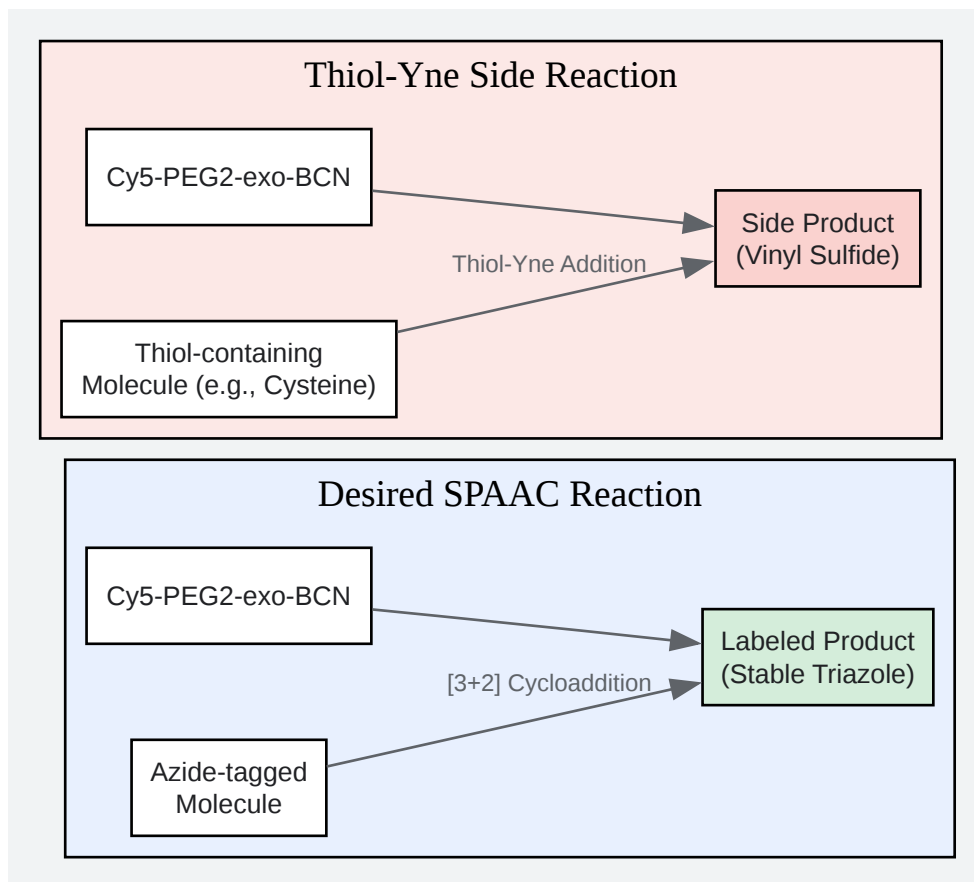 Thiol-Yne Side Reaction
Cy5-PEG2-exo-BCN
Side Product
(Vinyl Sulfide)
Thiol-Yne Addition
Thiol-containing
Molecule (e.g., Cysteine)
Desired SPAAC Reaction
Cy5-PEG2-exo-BCN
Labeled Product
(Stable Triazole)
[3+2] Cycloaddition
Azide-tagged
Molecule